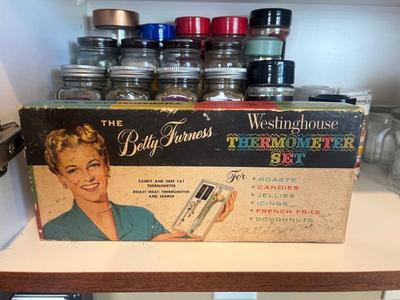 THE
Betty Furness
Westinghouse
THERMOMETER
SET
CANDY AND DEEP FAT
THERMOMETER
ROAST MEAT THERMOMETER
AND SKEWER
For
• ROASTS
• CANDIES
• JELLIES
• ICINGS
• FRENCH FRIES
• DOUGHNUTS